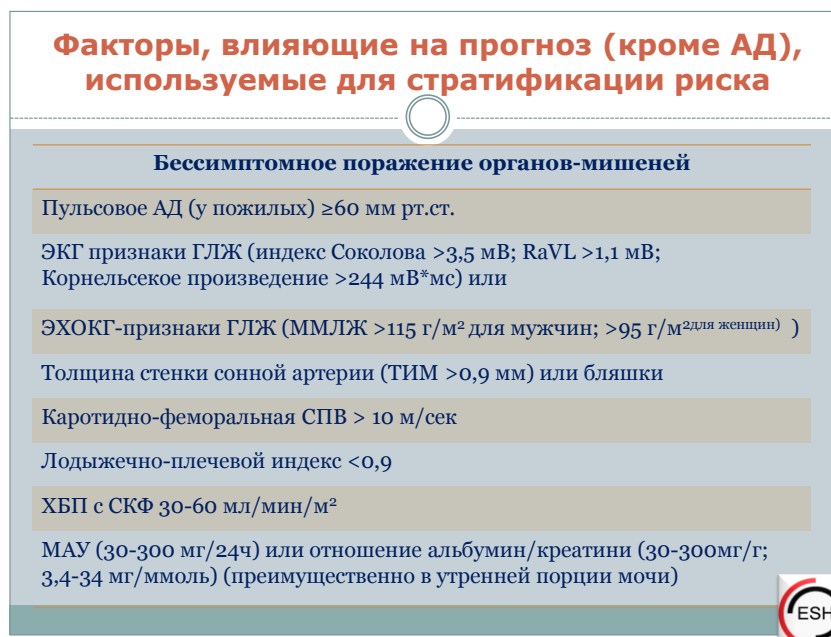 Факторы, влияющие на прогноз (кроме АД),
используемые для стратификации риска
Бессимптомное поражение органов-мишеней
Пульсовое АД (у пожилых) ≥60 мм рт.ст.
ЭКГ признаки ГЛЖ (индекс Соколова >3,5 мВ; RaVL >1,1 мВ;
Корнельсекое произведение >244 мВ*мс) или
ЭХОКГ-признаки ГЛЖ (ММЛЖ >115 г/м² для мужчин; >95 г/м²для женщин) )
Толщина стенки сонной артерии (ТИМ >0,9 мм) или бляшки
Каротидно-феморальная СПВ > 10 м/сек
Лодыжечно-плечевой индекс <0,9
ХБП с СКФ 30-60 мл/мин/м²
МАУ (30-300 мг/24ч) или отношение альбумин/креатини (30-300мг/г;
3,4-34 мг/ммоль) (преимущественно в утренней порции мочи)
ESH